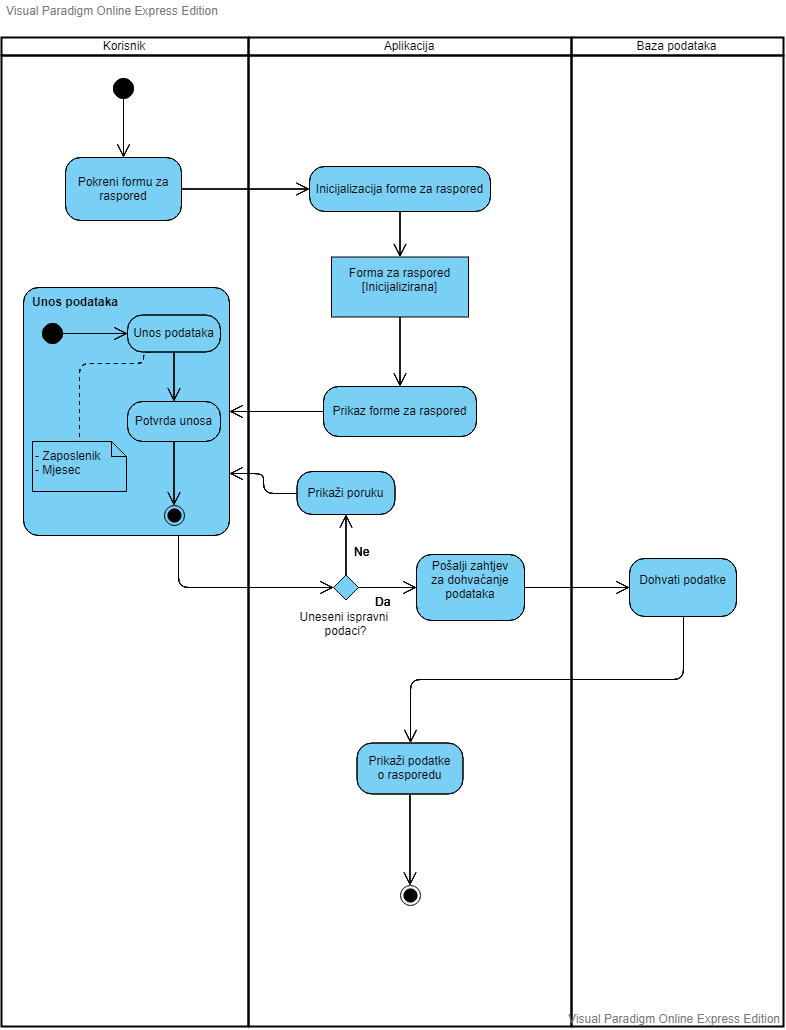 Visual Paradigm Online Express Edition
Korisnik
Aplikacija
Baza podataka
Pokreni formu za
raspored
Inicijalizacija forme za raspored
Forma za raspored
[Inicijalizirana]
Unos podataka
Unos podataka
Prikaz forme za raspored
Potvrda unosa
- Zaposlenik
- Mjesec
Prikaži poruku
Ne
Pošalji zahtjev
za dohvaćanje
podataka
Dohvati podatke
Da
Uneseni ispravni
podaci?
Prikaži podatke
o rasporedu
Visual Paradigm Online Express Edition